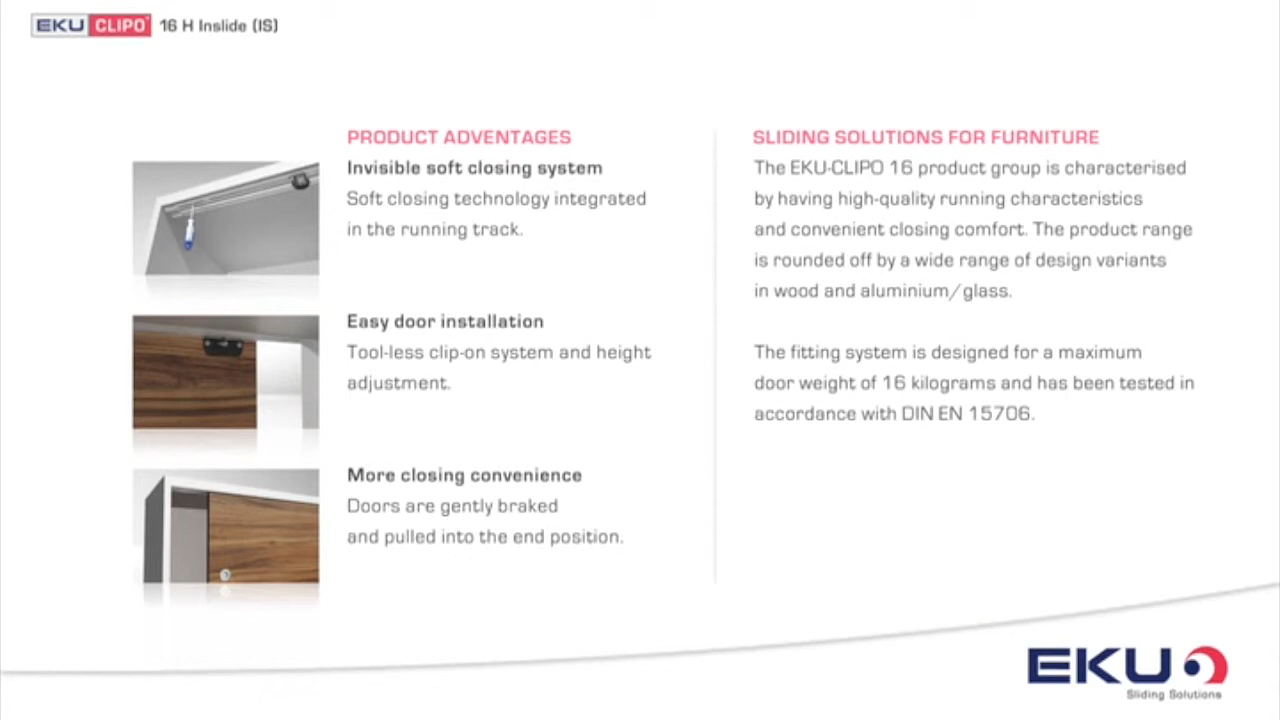 EKU CLIPO 16 H Inslide (IS)
PRODUCT ADVENTAGES
Invisible soft closing system
Soft closing technology integrated
in the running track.
Easy door installation
Tool-less clip-on system and height
adjustment.
More closing convenience
Doors are gently braked
and pulled into the end position.
SLIDING SOLUTIONS FOR FURNITURE
The EKU-CLIPO 16 product group is characterised
by having high-quality running characteristics
and convenient closing comfort. The product range
is rounded off by a wide range of design variants
in wood and aluminium/glass.
The fitting system is designed for a maximum
door weight of 16 kilograms and has been tested in
accordance with DIN EN 15706.
EKU
Sliding Solutions